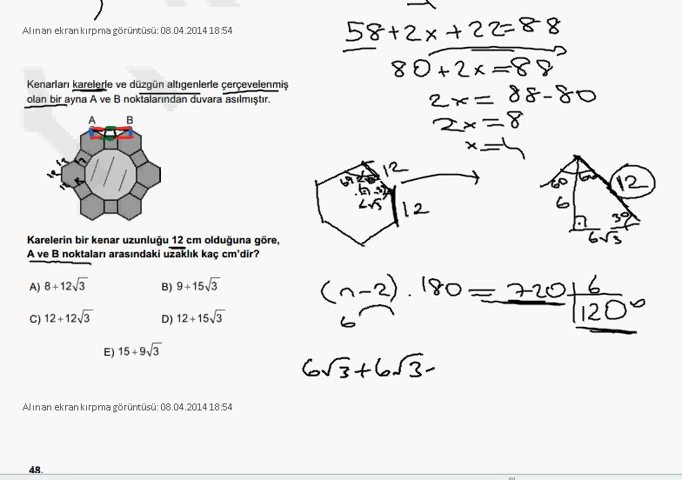 58+2x+22=88
Alınan ekran kırpma görüntüsü: 08.04.2014 18:54
80+2x=88
2x= 88-80
2x=8
x=4
Kenarları karelerle ve düzgün altıgenlerle çerçevelenmiş
olan bir ayna A ve B noktalarından duvara asılmıştır.
A B
12
12
6√3
12
60
6
30
6√3
Karelerin bir kenar uzunluğu 12 cm olduğuna göre,
A ve B noktaları arasındaki uzaklık kaç cm'dir?
A) 8+12√3 B) 9+15√3
C) 12+12√3 D) 12+15√3
E) 15+9√3
(n-2).180=720 6
6
120°
6√3+6√3
Alınan ekran kırpma görüntüsü: 08.04.2014 18:54
48.